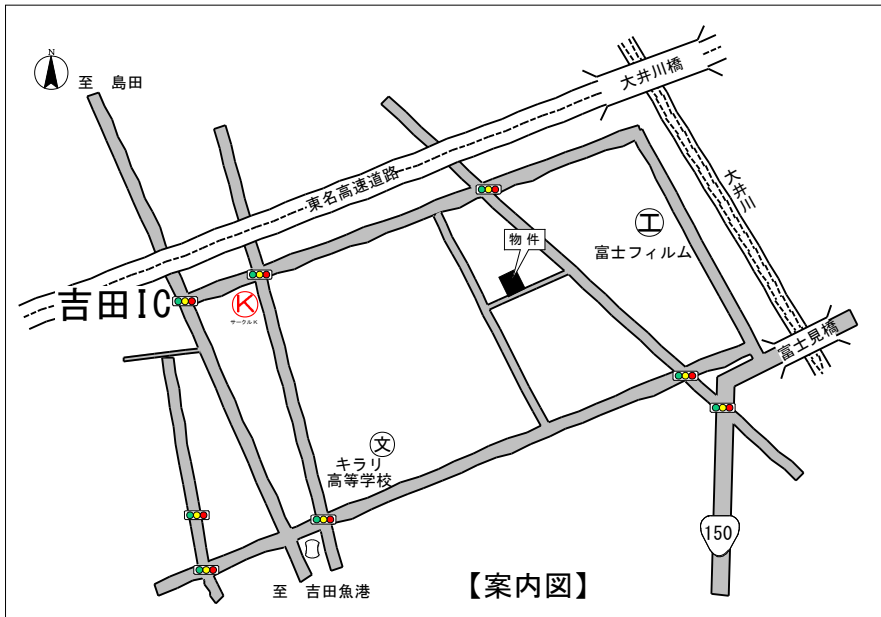 N
至 島田
大井川橋
東名高速道路
大井川
物件
工
富士フィルム
吉田IC
K
サークルK
富士見橋
文
キラリ
高等学校
150
至 吉田魚港
【案内図】